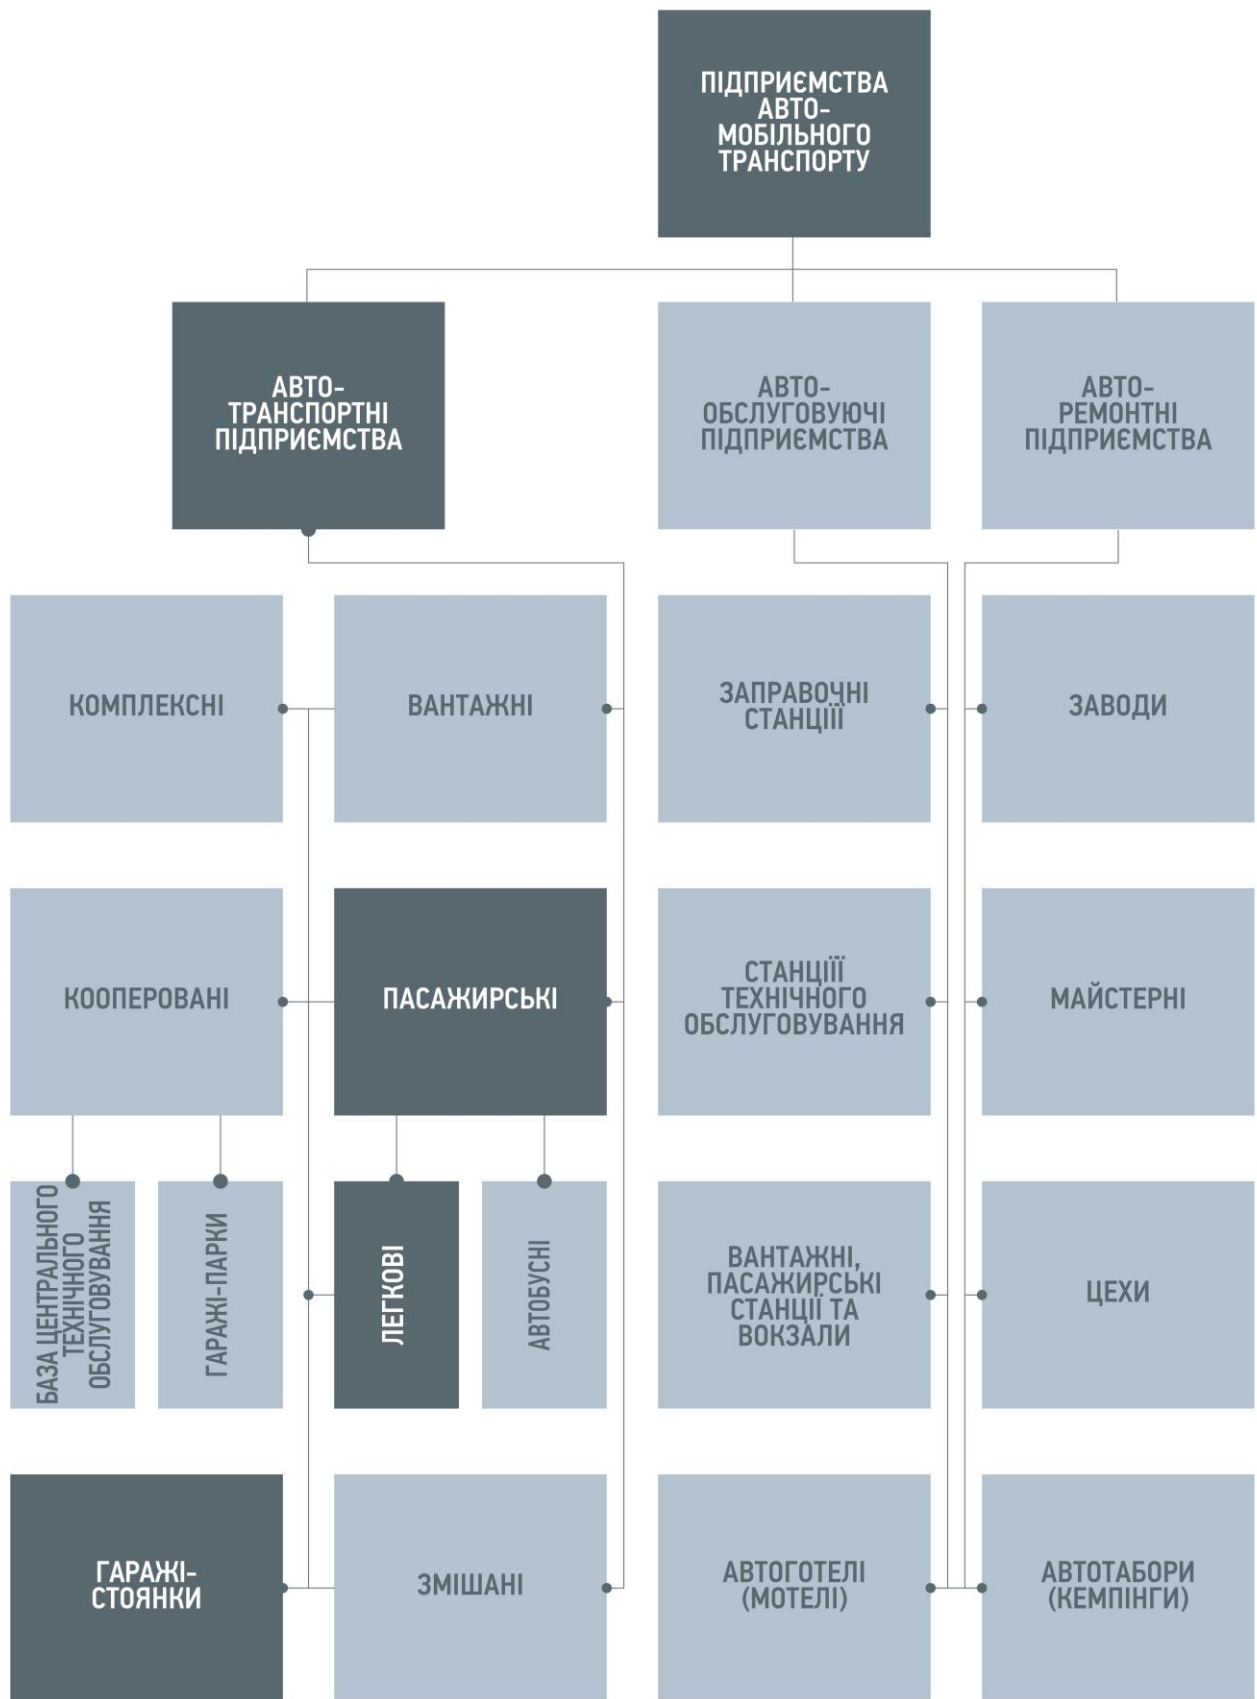 ПІДПРИЄМСТВА
АВТО-
МОБІЛЬНОГО
ТРАНСПОРТУ
АВТО-
ТРАНСПОРТНІ
ПІДПРИЄМСТВА
АВТО-
ОБСЛУГОВУЮЧІ
ПІДПРИЄМСТВА
АВТО-
РЕМОНТНІ
ПІДПРИЄМСТВА
КОМПЛЕКСНІ
ВАНТАЖНІ
ЗАПРАВОЧНІ
СТАНЦІЇЇ
ЗАВОДИ
КООПЕРОВАНІ
ПАСАЖИРСЬКІ
СТАНЦІЇЇ
ТЕХНІЧНОГО
ОБСЛУГОВУВАННЯ
МАЙСТЕРНІ
БАЗА ЦЕНТРАЛЬНОГО
ТЕХНІЧНОГО
ОБСЛУГОВУВАННЯ
ГАРАЖІ-ПАРКИ
ЛЕГКОВІ
АВТОБУСНІ
ВАНТАЖНІ,
ПАСАЖИРСЬКІ
СТАНЦІЇ ТА
ВОКЗАЛИ
ЦЕХИ
ГАРАЖІ-
СТОЯНКИ
ЗМІШАНІ
АВТОГОТЕЛІ
(МОТЕЛІ)
АВТОТАБОРИ
(КЕМПІНГИ)